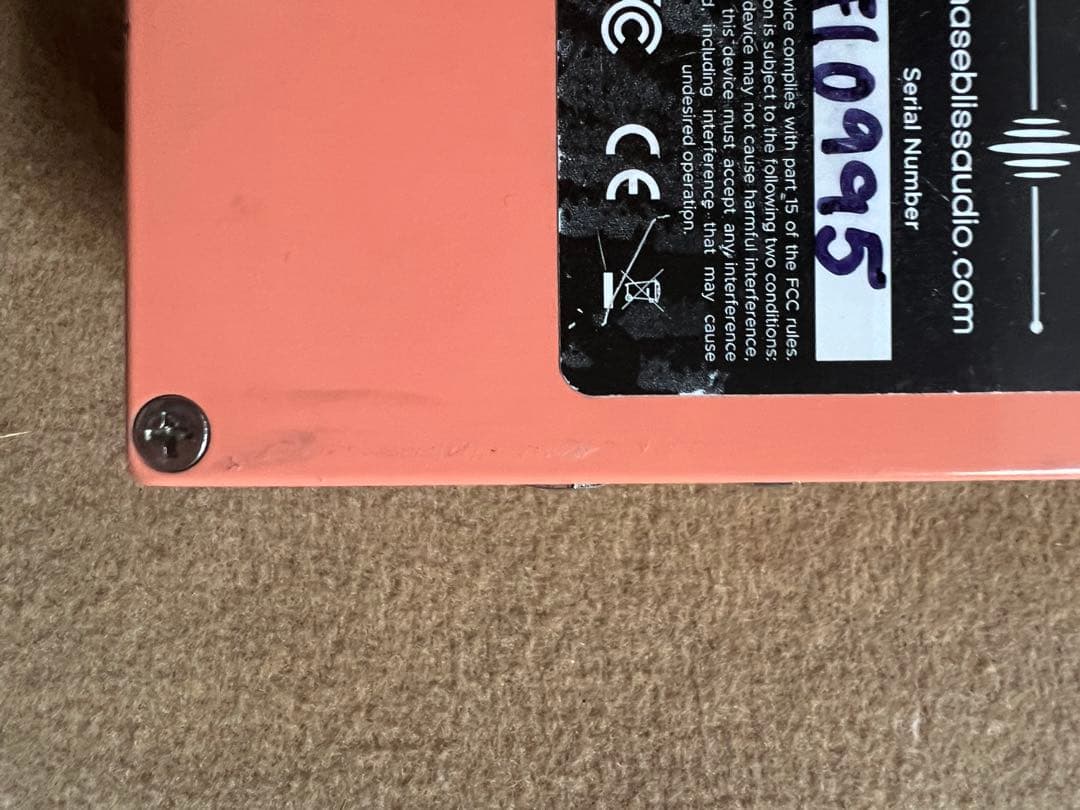 aseblissaudio.com
Serial Number
F10995
vice complies with part 15 of the FCC rules.
on is subject to the following two conditions:
device may not cause harmful interference,
this device must accept any interference
d, including interference that may cause
undesired operation.
FC CE